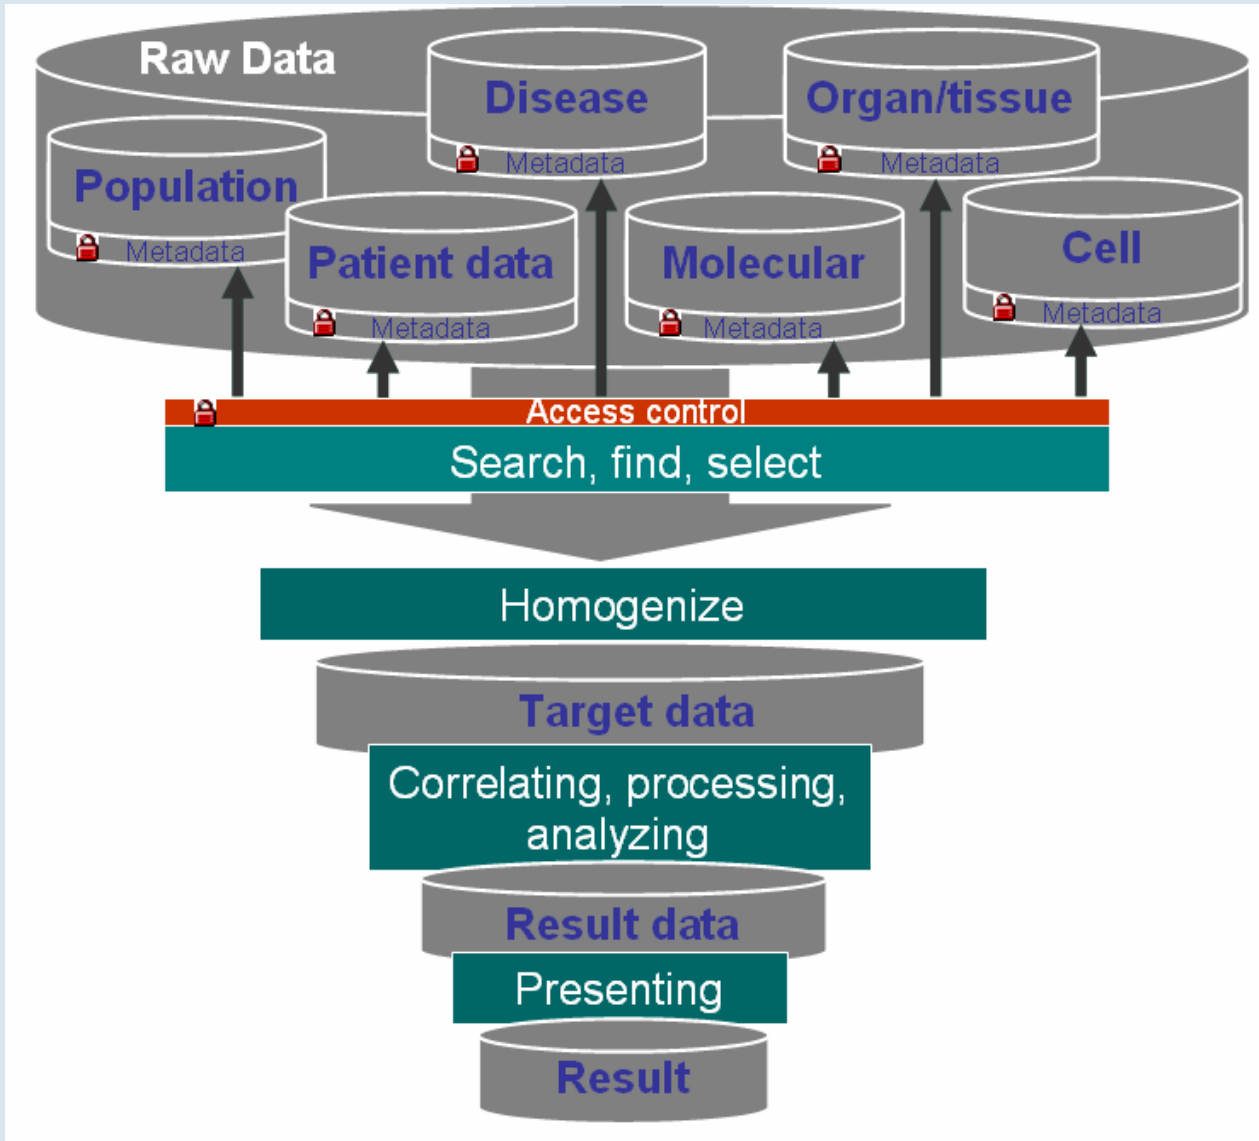 Raw Data
Disease
Metadata
Organ/tissue
Metadata
Population
Metadata
Patient data
Metadata
Molecular
Metadata
Cell
Metadata
Access control
Search, find, select
Homogenize
Target data
Correlating, processing,
analyzing
Result data
Presenting
Result